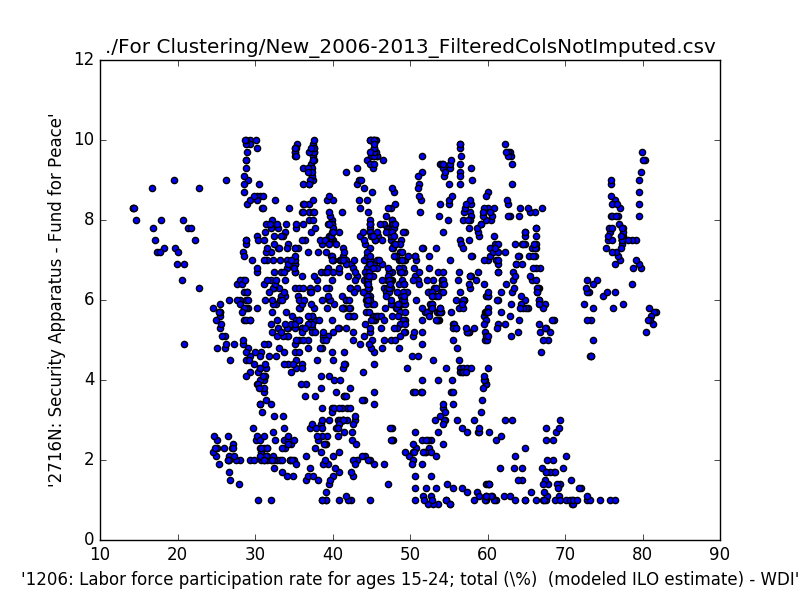 ./For Clustering/New_2006-2013_FilteredColsNotImputed.csv
12
10
8
6
4
2
0
'2716N: Security Apparatus - Fund for Peace'
10 20 30 40 50 60 70 80 90
'1206: Labor force participation rate for ages 15-24; total (\%)  (modeled ILO estimate) - WDI'